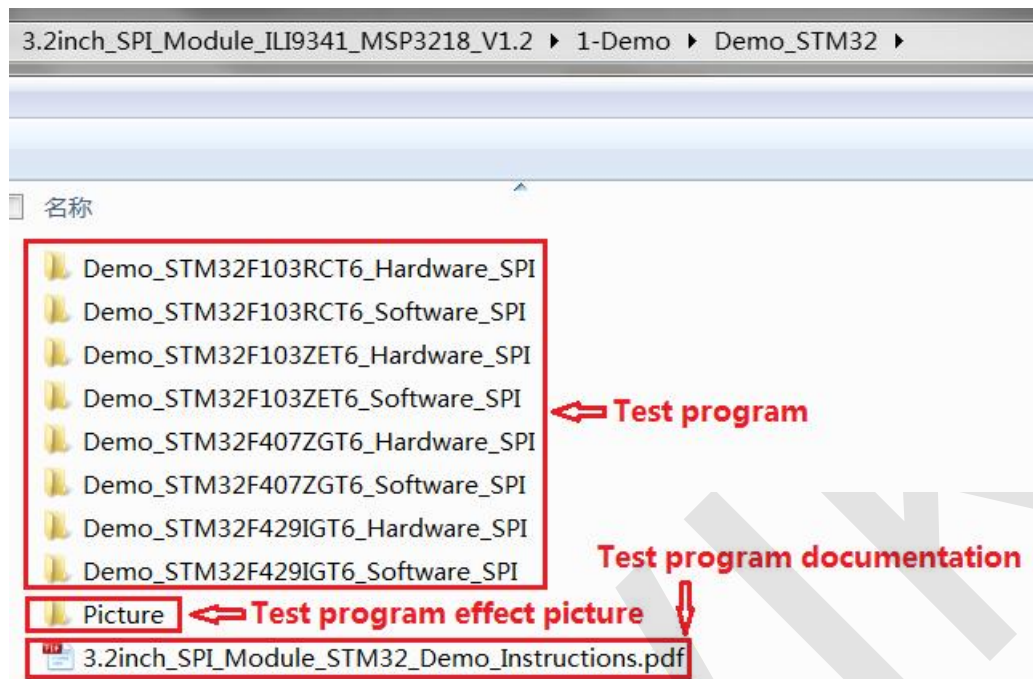 3.2inch_SPI_Module_ILI9341_MSP3218_V1.2 ▸ 1-Demo ▸ Demo_STM32 ▸
名称
Demo_STM32F103RCT6_Hardware_SPI
Demo_STM32F103RCT6_Software_SPI
Demo_STM32F103ZET6_Hardware_SPI
Demo_STM32F103ZET6_Software_SPI
Test program
Demo_STM32F407ZGT6_Hardware_SPI
Demo_STM32F407ZGT6_Software_SPI
Demo_STM32F429IGT6_Hardware_SPI
Test program documentation
Demo_STM32F429IGT6_Software_SPI
Picture Test program effect picture
3.2inch_SPI_Module_STM32_Demo_Instructions.pdf